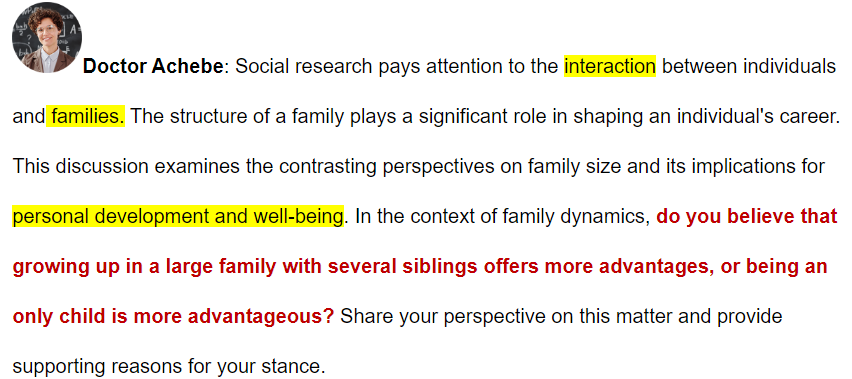 Doctor Achebe: Social research pays attention to the interaction between individuals
and families. The structure of a family plays a significant role in shaping an individual's career.
This discussion examines the contrasting perspectives on family size and its implications for
personal development and well-being. In the context of family dynamics, do you believe that
growing up in a large family with several siblings offers more advantages, or being an
only child is more advantageous? Share your perspective on this matter and provide
supporting reasons for your stance.